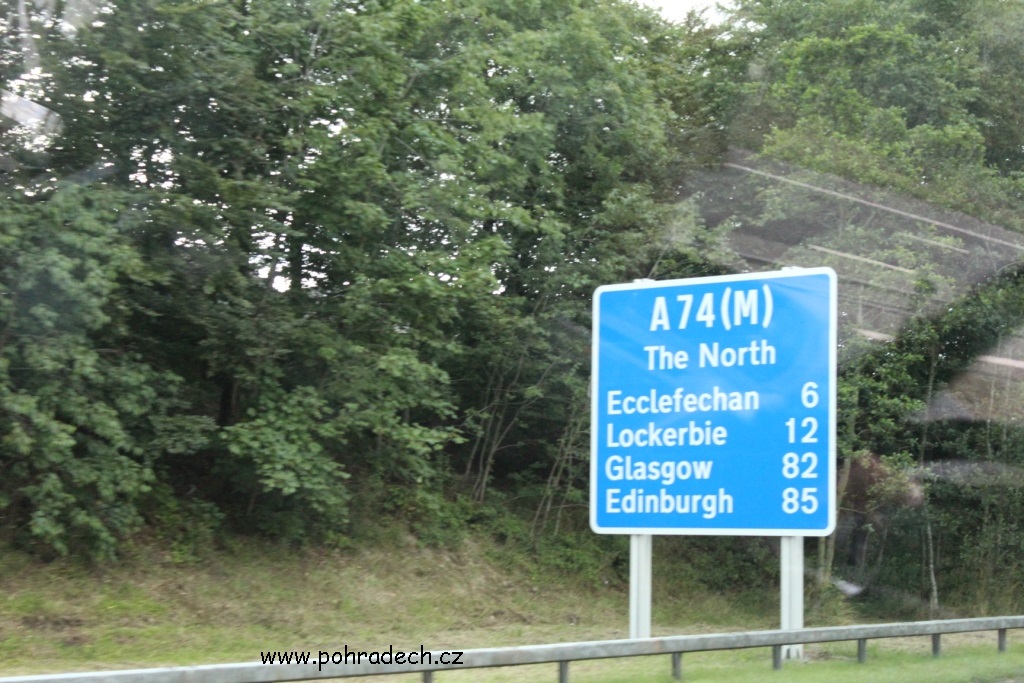 A74(M)
The North
Ecclefechan 6
Lockerbie 12
Glasgow 82
Edinburgh 85
www.pohradech.cz